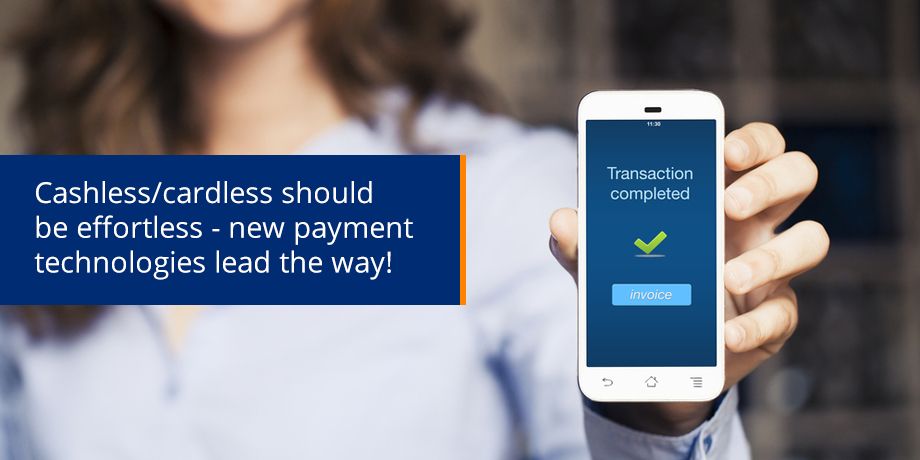 Cashless/cardless should
be effortless - new payment
technologies lead the way!
11:30
Transaction
completed
invoice